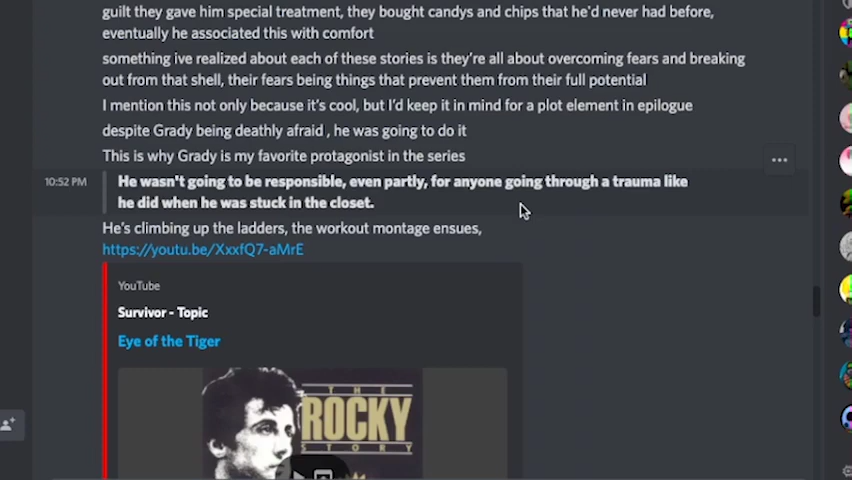 guilt they gave him special treatment, they bought candys and chips that he'd never had before,
eventually he associated this with comfort
something ive realized about each of these stories is they're all about overcoming fears and breaking
out from that shell, their fears being things that prevent them from their full potential
I mention this not only because it's cool, but I'd keep it in mind for a plot element in epilogue
despite Grady being deathly afraid , he was going to do it
This is why Grady is my favorite protagonist in the series
10:52 PM
He wasn't going to be responsible, even partly, for anyone going through a trauma like
he did when he was stuck in the closet.
He's climbing up the ladders, the workout montage ensues,
https://youtu.be/XxxfQ7-aMrE
YouTube
Survivor - Topic
Eye of the Tiger
THE
ROCKY
STORY